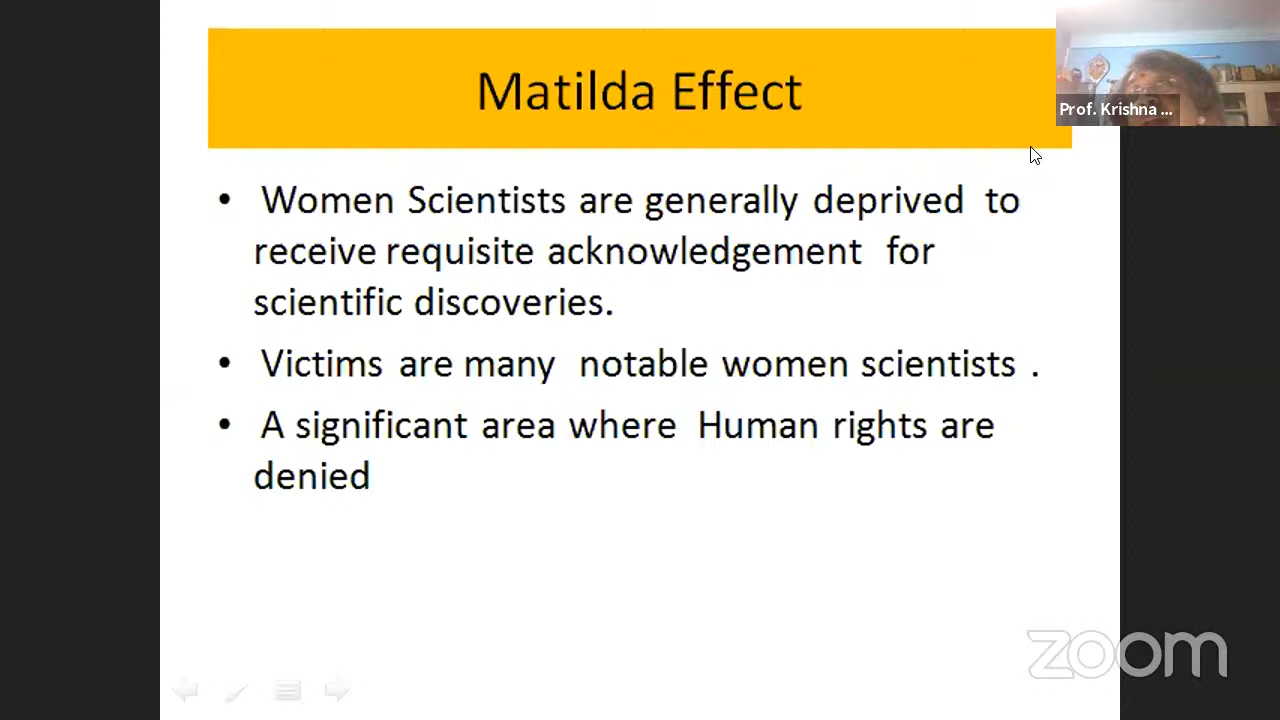 Matilda Effect
Prof. Krishna ...
• Women Scientists are generally deprived to
receive requisite acknowledgement for
scientific discoveries.
• Victims are many notable women scientists .
• A significant area where Human rights are
denied
zoom